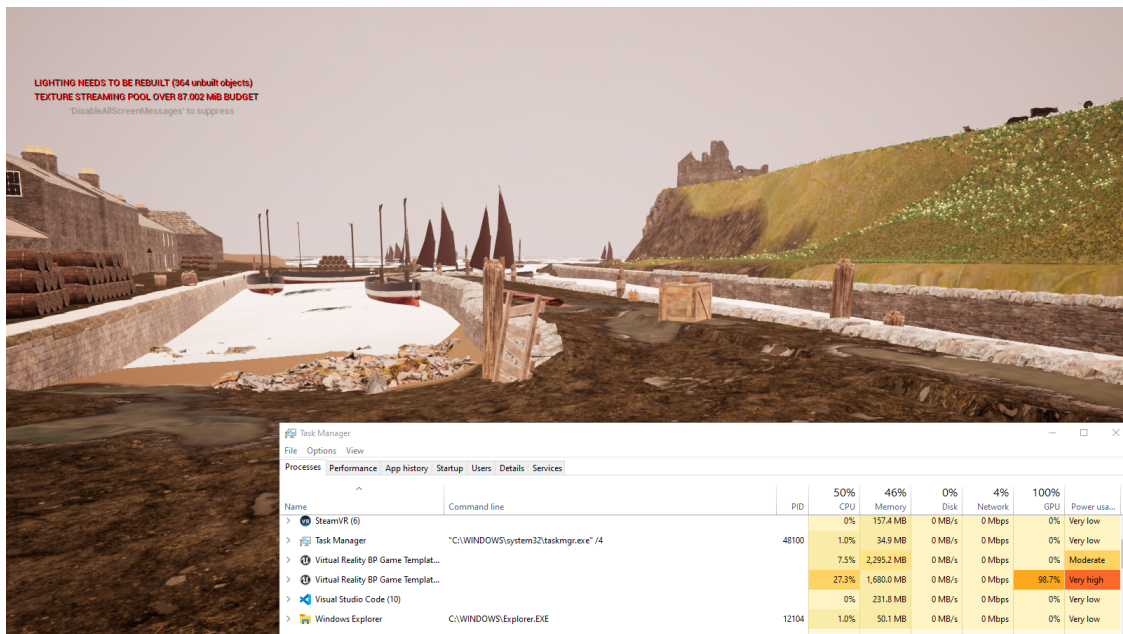 LIGHTING NEEDS TO BE REBUILT (364 unbuilt objects)
TEXTURE STREAMING POOL OVER 87.002 MiB BUDGET
'DisableAllScreenMessages' to suppress
Task Manager
File Options View
Processes Performance App history Startup Users Details Services
50% 46% 0% 4% 100%
Name Command line PID CPU Memory Disk Network GPU Power usa...
SteamVR (6) 0% 157.4 MB 0 MB/s 0 Mbps 0% Very low
Task Manager "C:\WINDOWS\system32\taskmgr.exe" /4 48100 1.0% 34.9 MB 0 MB/s 0 Mbps 0% Very low
Virtual Reality BP Game Templat... 7.5% 2,295.2 MB 0 MB/s 0 Mbps 0% Moderate
Virtual Reality BP Game Templat... 27.3% 1,680.0 MB 0 MB/s 0 Mbps 98.7% Very high
Visual Studio Code (10) 0% 231.8 MB 0 MB/s 0 Mbps 0% Very low
Windows Explorer C:\WINDOWS\Explorer.EXE 12104 1.0% 50.1 MB 0 MB/s 0 Mbps 0% Very low